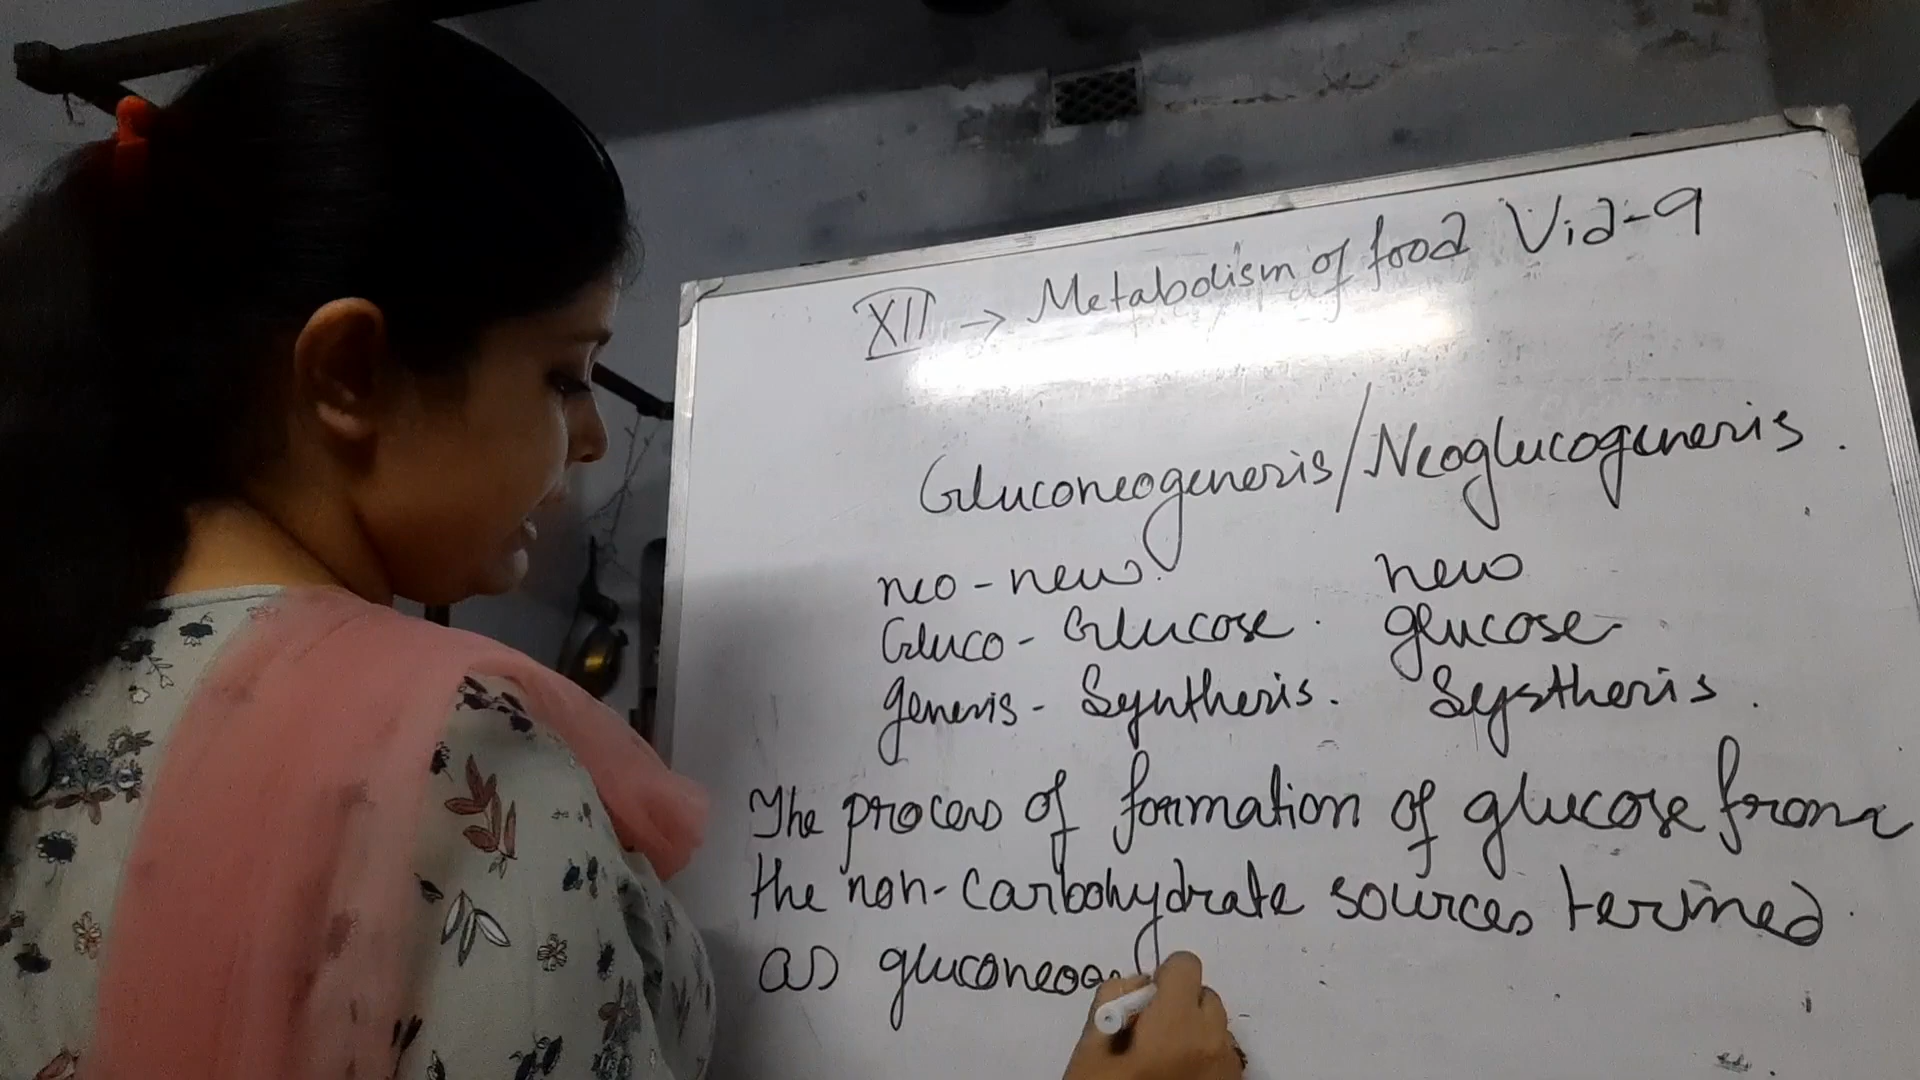 XII → Metabolism of food Vid-9
Gluconeogenesis/Neoglucogenesis.
neo - new. new
Gluco - Glucose. glucose
genesis - Synthesis. Systhesis.
The process of formation of glucose from
the non-carbohydrate sources termed
as gluconeo